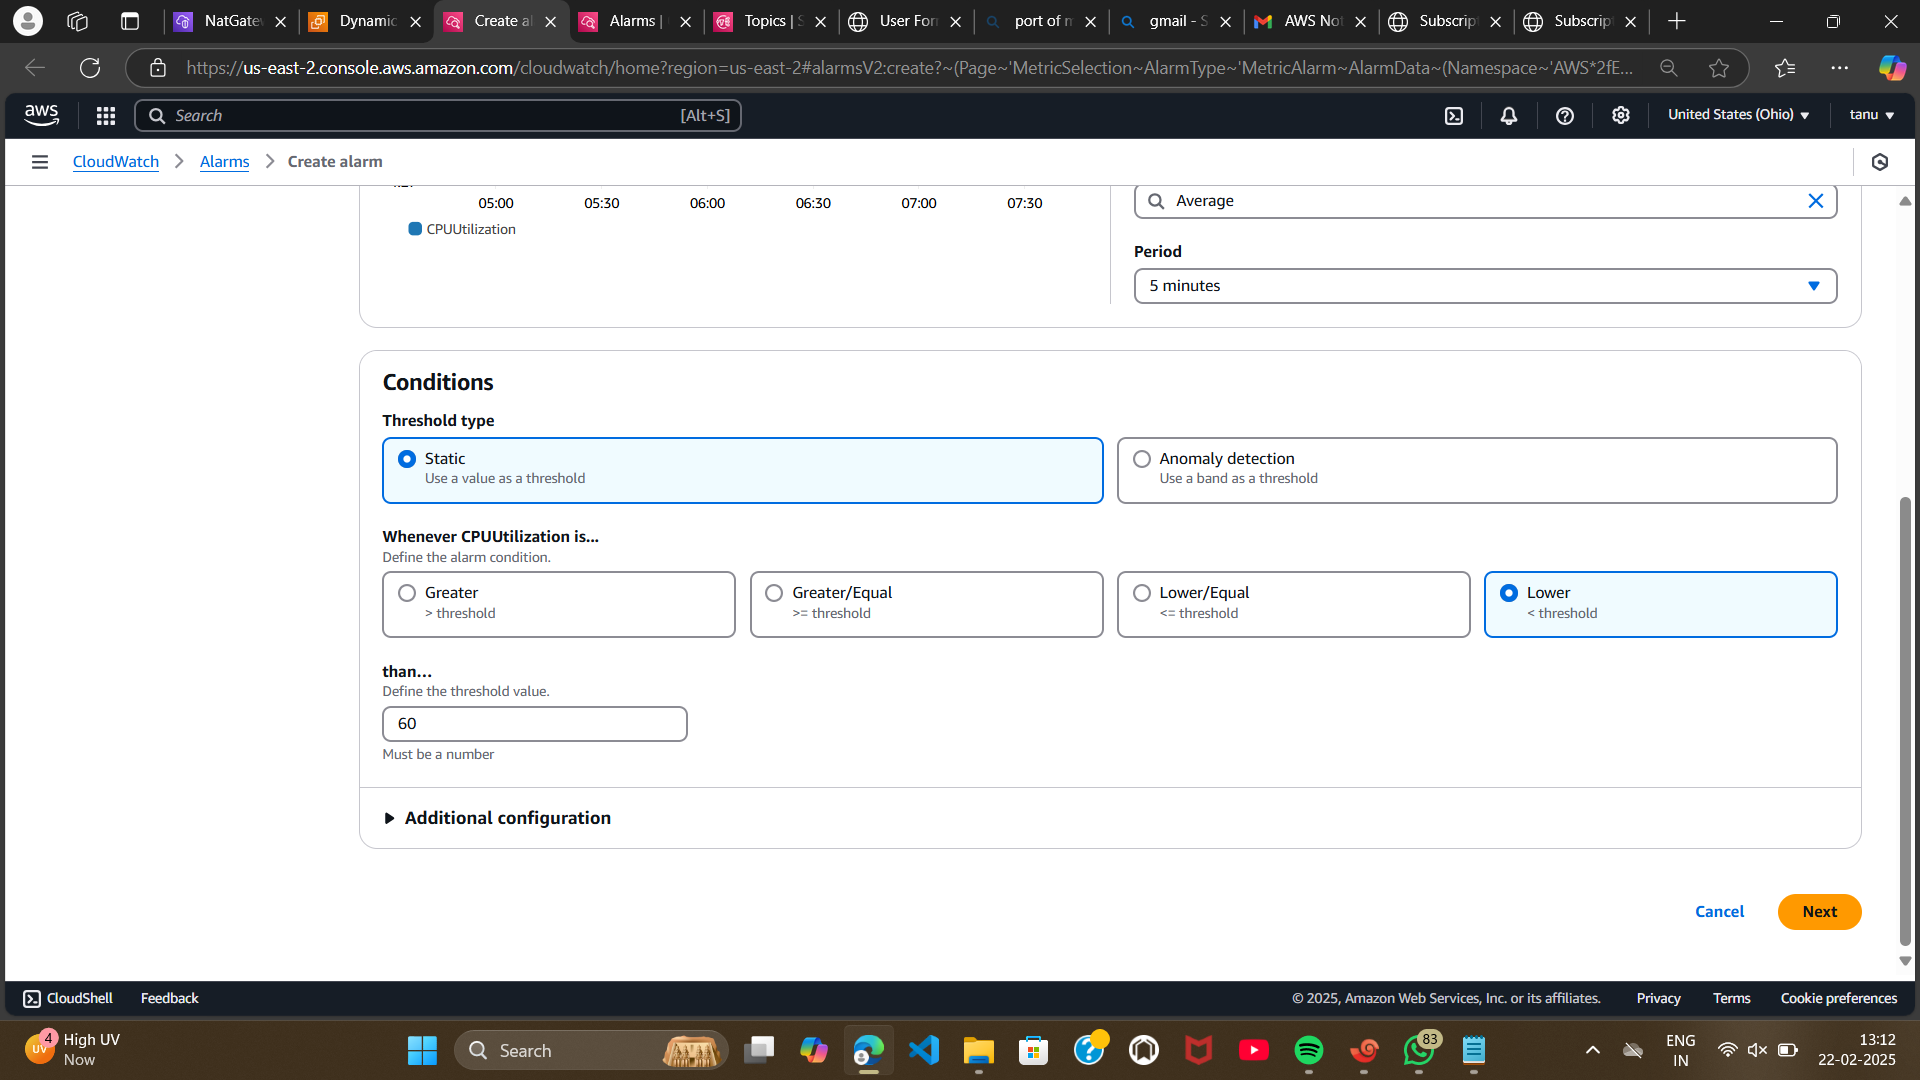 NatGatew
Dynamic
Create al
Alarms |
Topics | S
User Forn
port of m
gmail - S
AWS Not
Subscrip
Subscrip
https://us-east-2.console.aws.amazon.com/cloudwatch/home?region=us-east-2#alarmsV2:create?~(Page~'MetricSelection~AlarmType~'MetricAlarm~AlarmData~(Namespace~'AWS*2fE...
aws
Search
[Alt+S]
United States (Ohio)
tanu
CloudWatch
Alarms
Create alarm
05:00
05:30
06:00
06:30
07:00
07:30
CPUUtilization
Average
Period
5 minutes
Conditions
Threshold type
Static
Use a value as a threshold
Anomaly detection
Use a band as a threshold
Whenever CPUUtilization is...
Define the alarm condition.
Greater
> threshold
Greater/Equal
>= threshold
Lower/Equal
<= threshold
Lower
< threshold
than...
Define the threshold value.
60
Must be a number
Additional configuration
Cancel
Next
CloudShell
Feedback
© 2025, Amazon Web Services, Inc. or its affiliates.
Privacy
Terms
Cookie preferences
UV
4
High UV
Now
Search
83
ENG
IN
13:12
22-02-2025